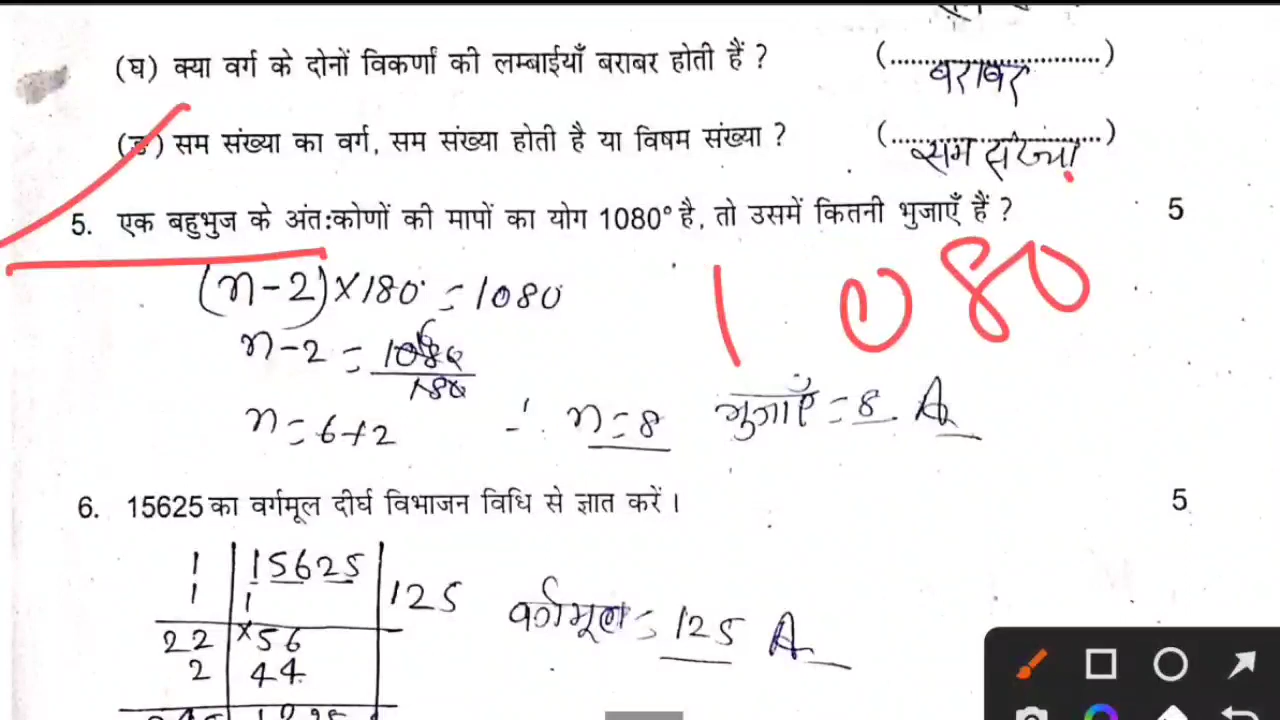 (घ) क्या वर्ग के दोनों विकर्णों की लम्बाईयाँ बराबर होती हैं ? (..............................)
बराबर
(ङ) सम संख्या का वर्ग, सम संख्या होती है या विषम संख्या ? (..............................)
सम संख्या
5. एक बहुभुज के अंतःकोणों की मापों का योग 1080° है, तो उसमें कितनी भुजाएँ हैं ? 5
1080
(n-2)×180 = 1080
n-2 = 1080/180
6
n = 6+2 ∴ n = 8 भुजाएँ = 8 A
6. 15625 का वर्गमूल दीर्घ विभाजन विधि से ज्ञात करें । 5
1 15625 125
1 1
वर्गमूल = 125 A
22 ×56
2 44